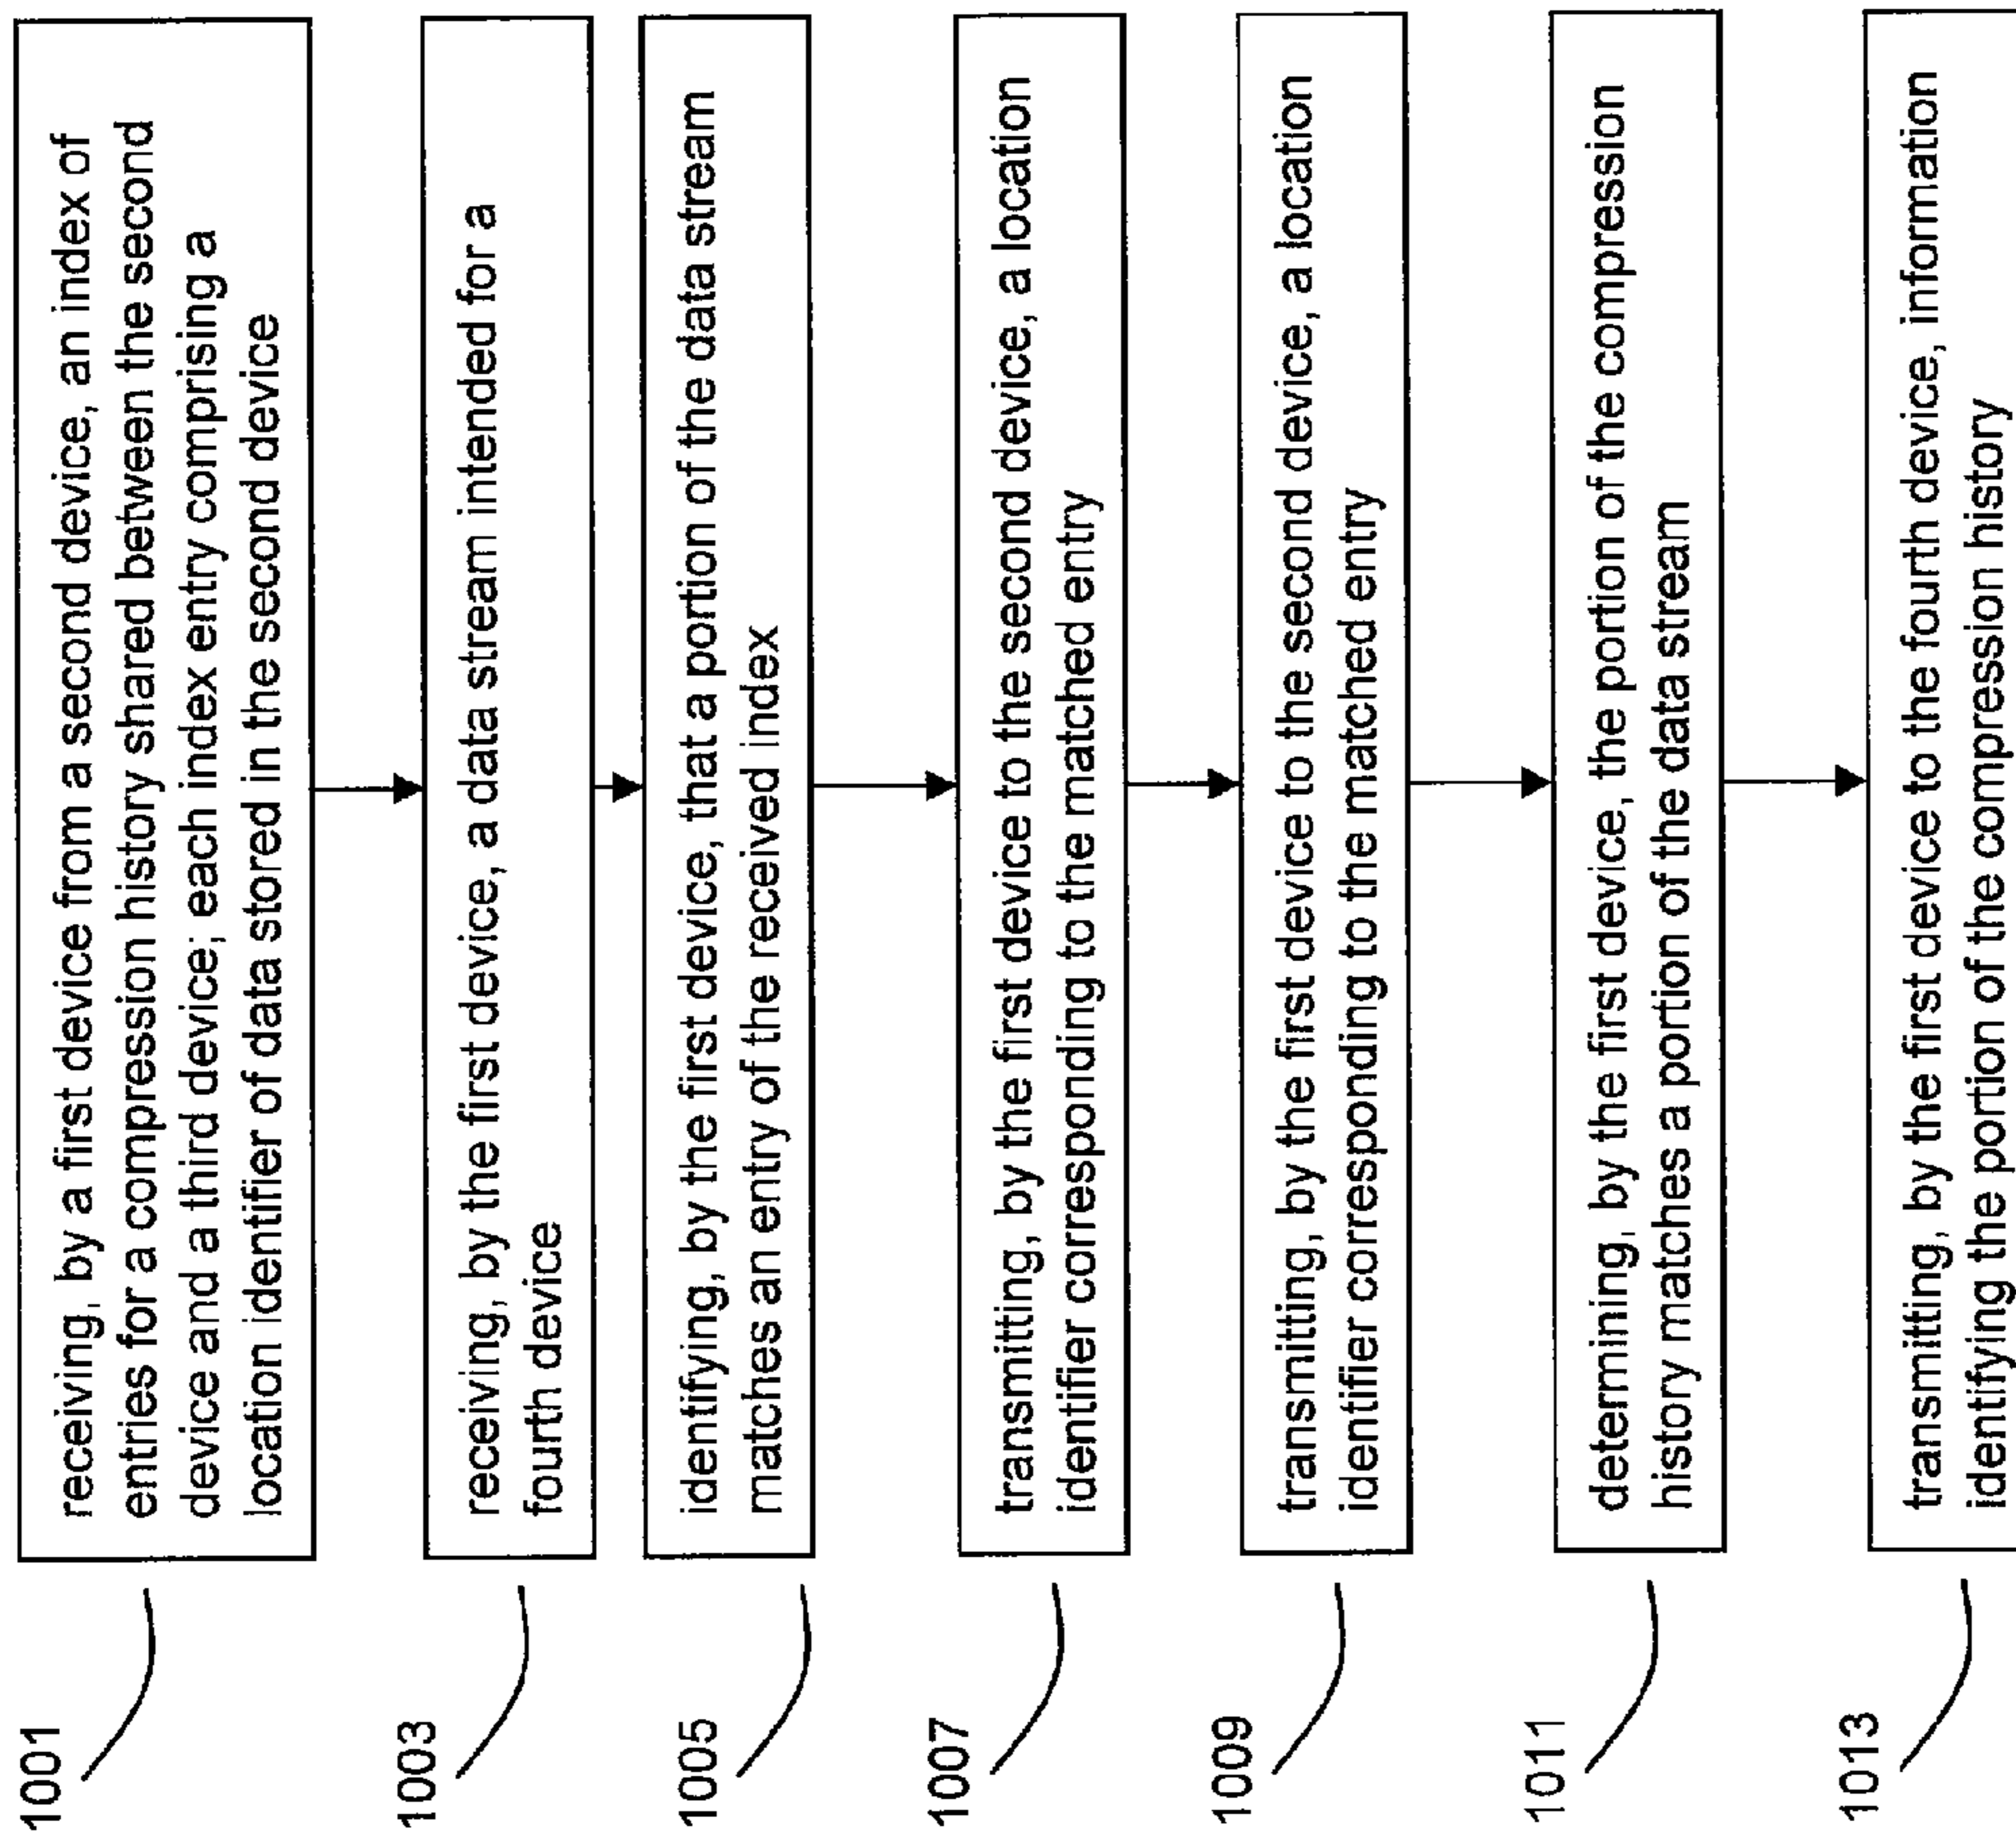 1001
receiving, by a first device from a second device, an index of
entries for a compression history shared between the second
device and a third device; each index entry comprising a
location identifier of data stored in the second device
1003
receiving, by the first device, a data stream intended for a
fourth device
1005
identifying, by the first device, that a portion of the data stream
matches an entry of the received index
1007
transmitting, by the first device to the second device, a location
identifier corresponding to the matched entry
1009
transmitting, by the first device to the second device, a location
identifier corresponding to the matched entry
1011
determining, by the first device, the portion of the compression
history matches a portion of the data stream
1013
transmitting, by the first device to the fourth device, information
identifying the portion of the compression history